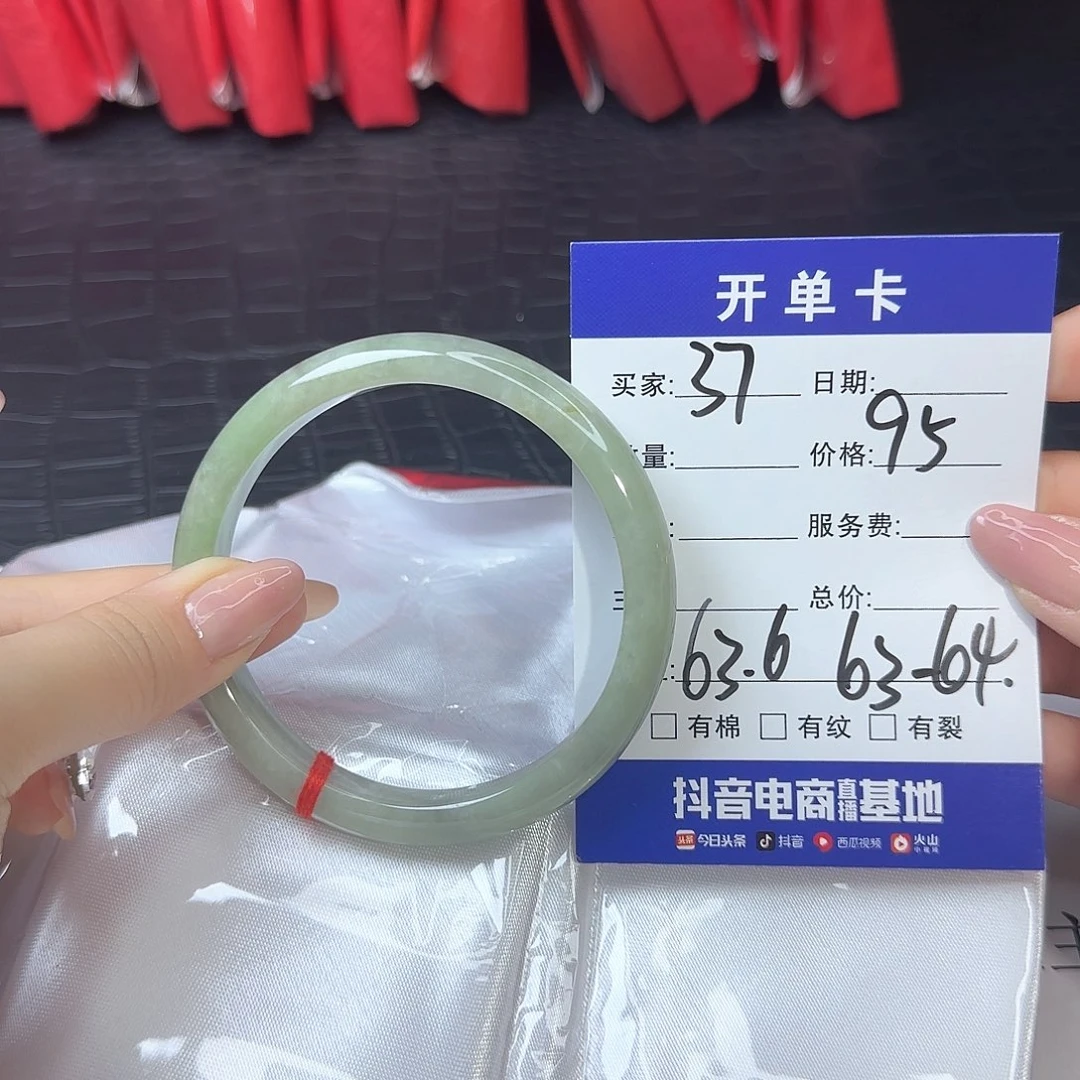 开单卡
买家: 37 日期:
量: 价格: 95
: 服务费:
总价:
: 63.6 63-64.
□有棉 □有纹 □有裂
抖音电商直播基地
头条 今日头条 抖音 西瓜视频 火山